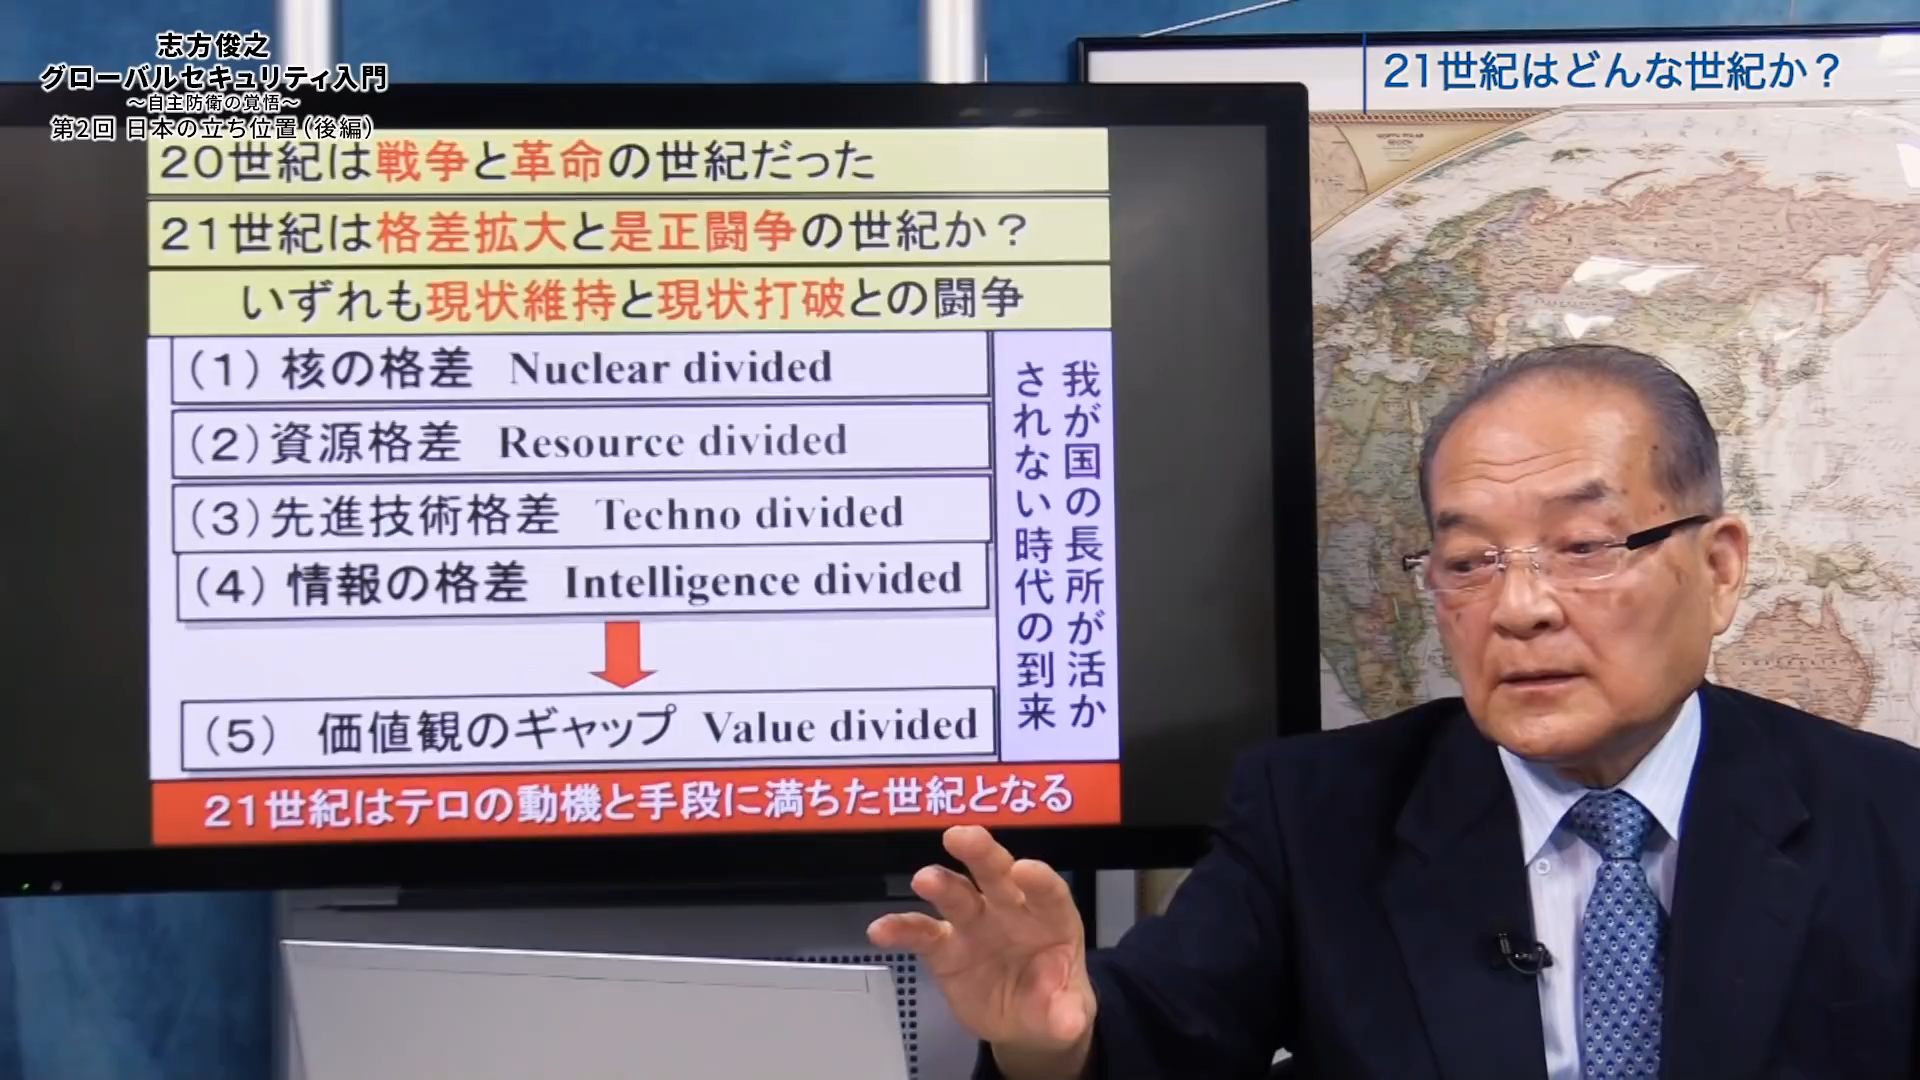 志方俊之
グローバルセキュリティ入門
～自主防衛の覚悟～
第2回 日本の立ち位置（後編）
21世紀はどんな世紀か？
２０世紀は戦争と革命の世紀だった
２１世紀は格差拡大と是正闘争の世紀か？
いずれも現状維持と現状打破との闘争
（１）核の格差 Nuclear divided
（２）資源格差 Resource divided
（３）先進技術格差 Techno divided
（４）情報の格差 Intelligence divided
（５） 価値観のギャップ Value divided
我が国の長所が活か
されない時代の到来
２１世紀はテロの動機と手段に満ちた世紀となる